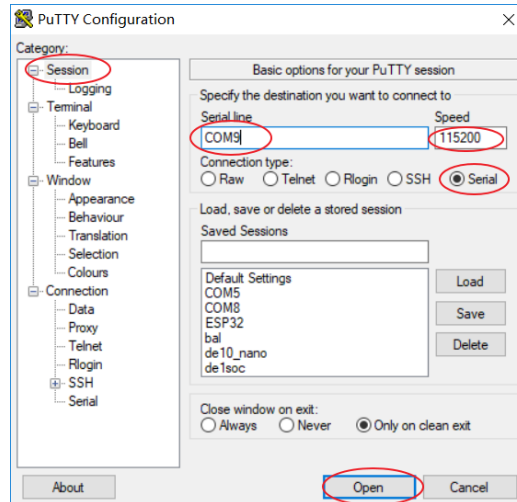 PuTTY Configuration
Category:
Session
Logging
Terminal
Keyboard
Bell
Features
Window
Appearance
Behaviour
Translation
Selection
Colours
Connection
Data
Proxy
Telnet
Rlogin
SSH
Serial
Basic options for your PuTTY session
Specify the destination you want to connect to
Serial line Speed
COM9 115200
Connection type:
Raw Telnet Rlogin SSH Serial
Load, save or delete a stored session
Saved Sessions
Default Settings
COM5
COM8
ESP32
bal
de10_nano
de1soc
Load
Save
Delete
Close window on exit:
Always Never Only on clean exit
About Open Cancel